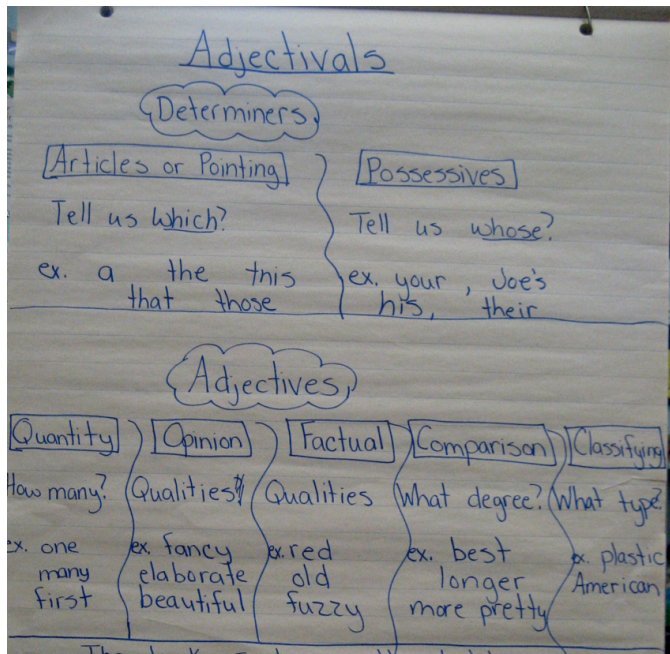 Adjectivals
Determiners
Articles or Pointing
Tell us which?
ex. a the this
that those
Possessives
Tell us whose?
ex. your, Joe's
his, their
Adjectives
Quantity
How many?
ex. one
many
first
Opinion
Qualities
ex. fancy
elaborate
beautiful
Factual
Qualities
ex. red
old
fuzzy
Comparison
What degree?
ex. best
longer
more pretty
Classifying
What type?
ex. plastic
American